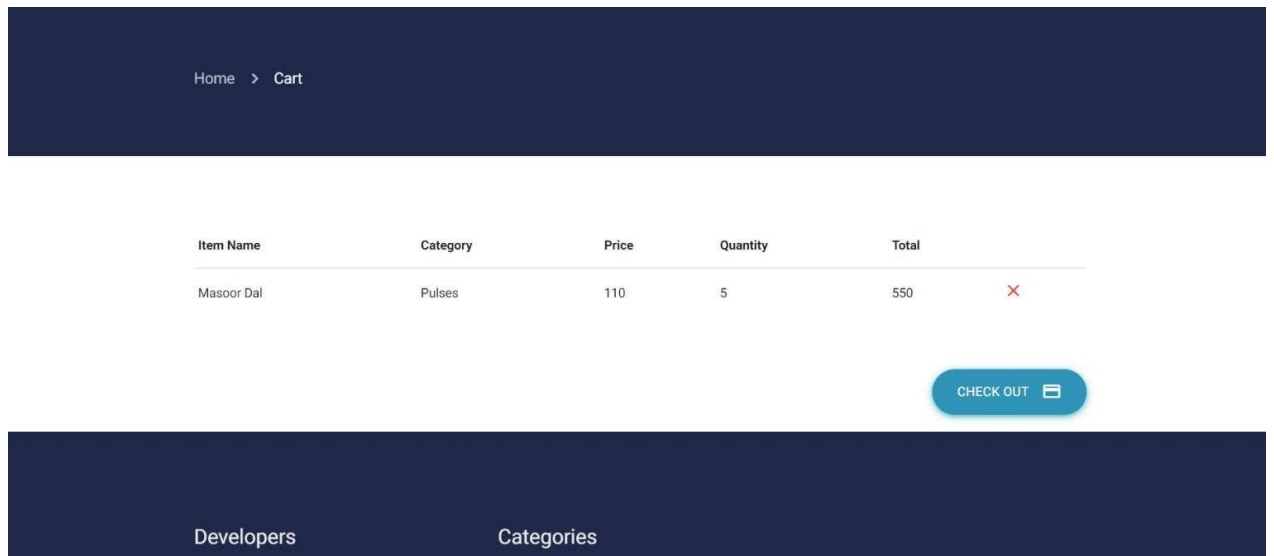 Home > Cart
Item Name Category Price Quantity Total
Masoor Dal Pulses 110 5 550
CHECK OUT
Developers Categories